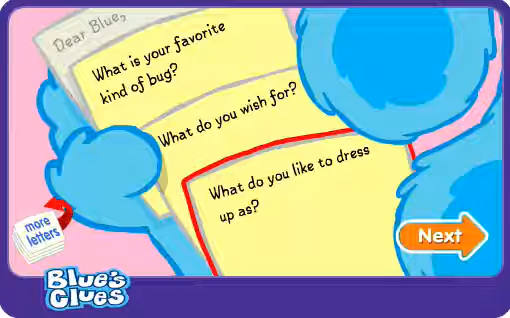 Dear Blue,
What is your favorite
kind of bug?
What do you wish for?
What do you like to dress
up as?
more
letters
Next
Blue's
Clues